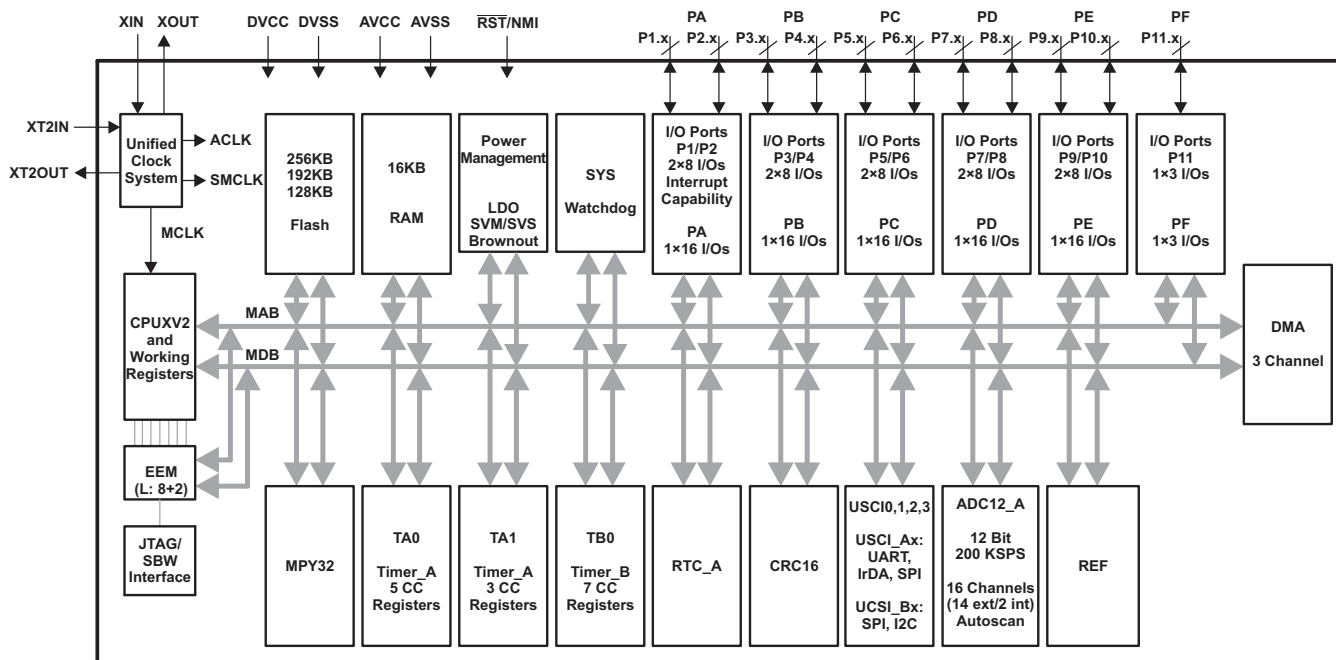 XIN XOUT DVCC DVSS AVCC AVSS RST/NMI PA PB PC PD PE PF
P1.x P2.x P3.x P4.x P5.x P6.x P7.x P8.x P9.x P10.x P11.x
XT2IN
XT2OUT
Unified
Clock
System
ACLK
SMCLK
MCLK
256KB
192KB
128KB
Flash
16KB
RAM
Power
Management
LDO
SVM/SVS
Brownout
SYS
Watchdog
I/O Ports
P1/P2
2×8 I/Os
Interrupt
Capability
PA
1×16 I/Os
I/O Ports
P3/P4
2×8 I/Os
PB
1×16 I/Os
I/O Ports
P5/P6
2×8 I/Os
PC
1×16 I/Os
I/O Ports
P7/P8
2×8 I/Os
PD
1×16 I/Os
I/O Ports
P9/P10
2×8 I/Os
PE
1×16 I/Os
I/O Ports
P11
1×3 I/Os
PF
1×3 I/Os
CPUXV2
and
Working
Registers
MAB
MDB
DMA
3 Channel
EEM
(L: 8+2)
JTAG/
SBW
Interface
MPY32
TA0
Timer_A
5 CC
Registers
TA1
Timer_A
3 CC
Registers
TB0
Timer_B
7 CC
Registers
RTC_A
CRC16
USCI0,1,2,3
USCI_Ax:
UART,
IrDA, SPI
UCSI_Bx:
SPI, I2C
ADC12_A
12 Bit
200 KSPS
16 Channels
(14 ext/2 int)
Autoscan
REF